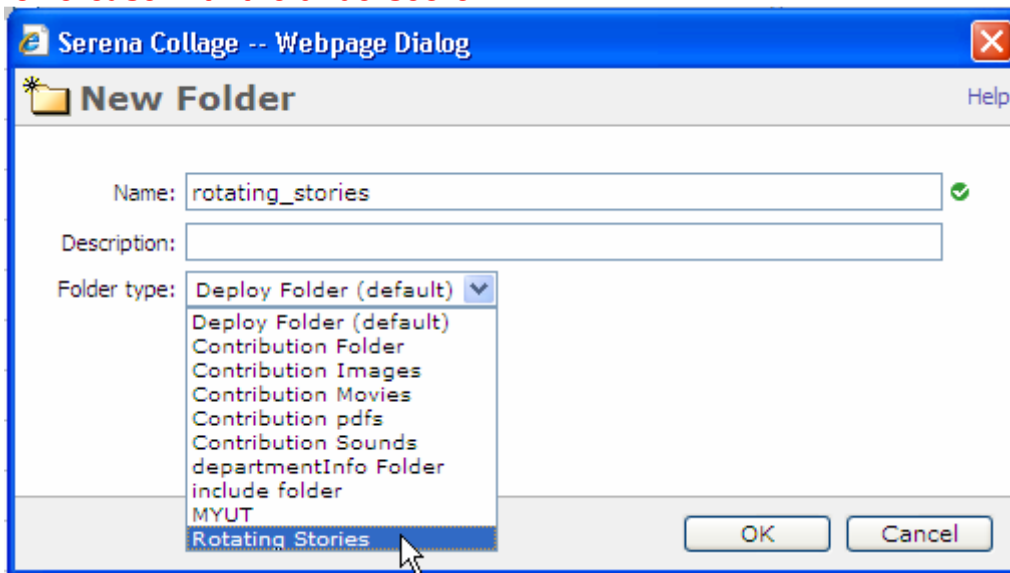 Serena Collage -- Webpage Dialog
New Folder
Help
Name: rotating_stories
Description:
Folder type: Deploy Folder (default)
Deploy Folder (default)
Contribution Folder
Contribution Images
Contribution Movies
Contribution pdfs
Contribution Sounds
departmentInfo Folder
include folder
MYUT
Rotating Stories
OK Cancel